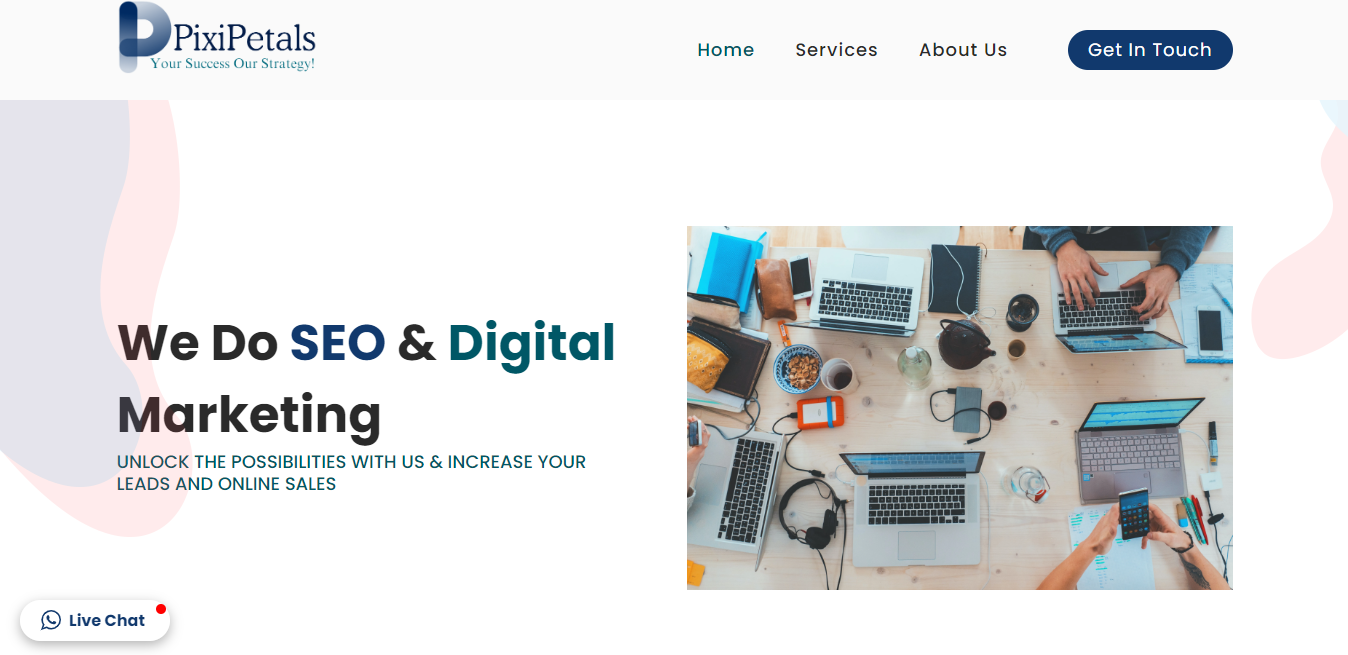 PixiPetals
Your Success Our Strategy!
Home
Services
About Us
Get In Touch
We Do SEO & Digital
Marketing
UNLOCK THE POSSIBILITIES WITH US & INCREASE YOUR
LEADS AND ONLINE SALES
Live Chat